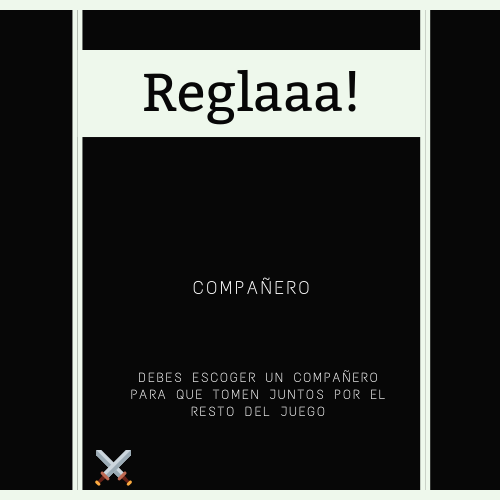 Reglaaa!
COMPAÑERO
DEBES ESCOGER UN COMPAÑERO
PARA QUE TOMEN JUNTOS POR EL
RESTO DEL JUEGO